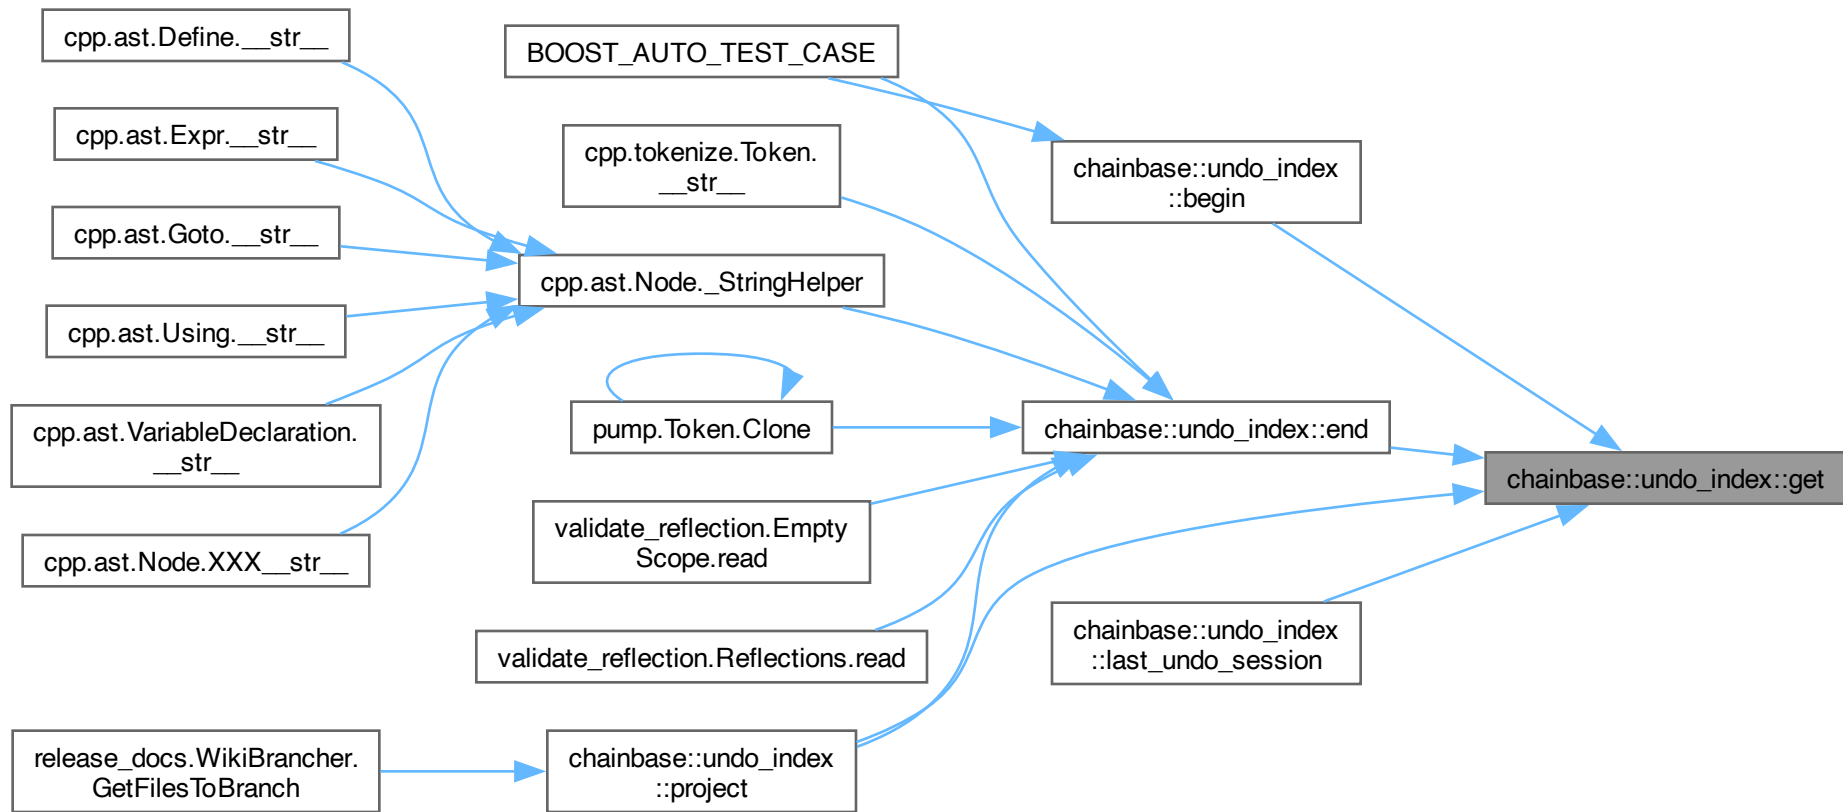 cpp.ast.Define.__str__
cpp.ast.Expr.__str__
cpp.ast.Goto.__str__
cpp.ast.Using.__str__
cpp.ast.VariableDeclaration.
__str__
cpp.ast.Node.XXX__str__
release_docs.WikiBrancher.
GetFilesToBranch
BOOST_AUTO_TEST_CASE
cpp.tokenize.Token.
__str__
cpp.ast.Node._StringHelper
pump.Token.Clone
validate_reflection.Empty
Scope.read
validate_reflection.Reflections.read
chainbase::undo_index
::project
chainbase::undo_index
::begin
chainbase::undo_index::end
chainbase::undo_index
::last_undo_session
chainbase::undo_index::get